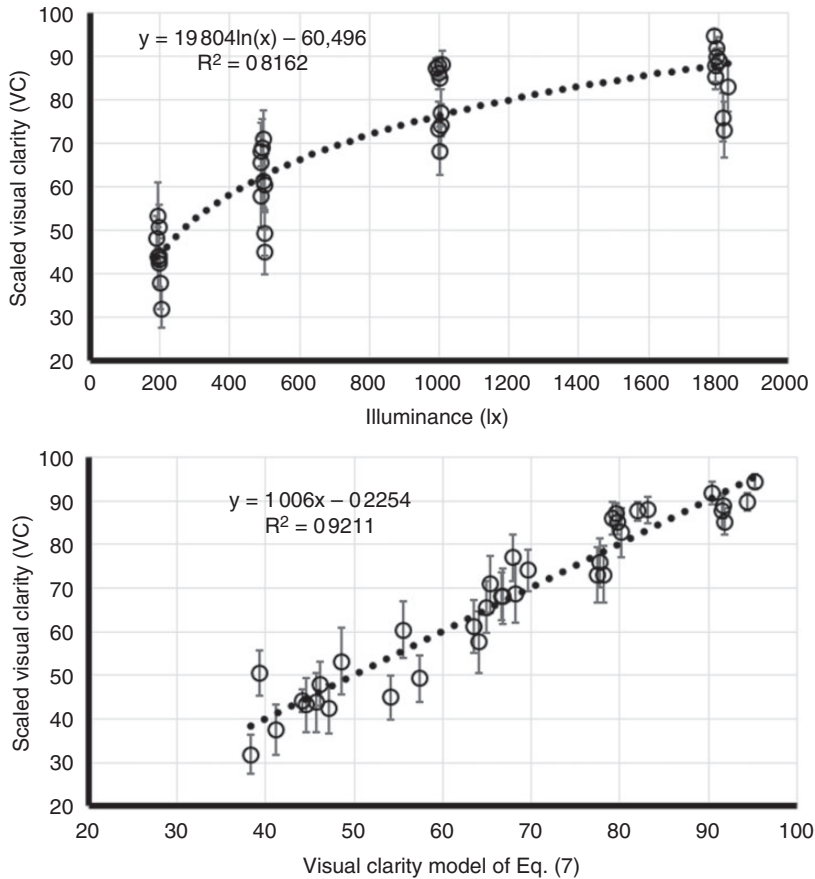 100
90
80
70
60
50
40
30
20
Scaled visual clarity (VC)
y = 19 804ln(x) – 60,496
R² = 0 8162
0 200 400 600 800 1000 1200 1400 1600 1800 2000
Illuminance (lx)
100
90
80
70
60
50
40
30
20
Scaled visual clarity (VC)
y = 1 006x – 0 2254
R² = 0 9211
20 30 40 50 60 70 80 90 100
Visual clarity model of Eq. (7)